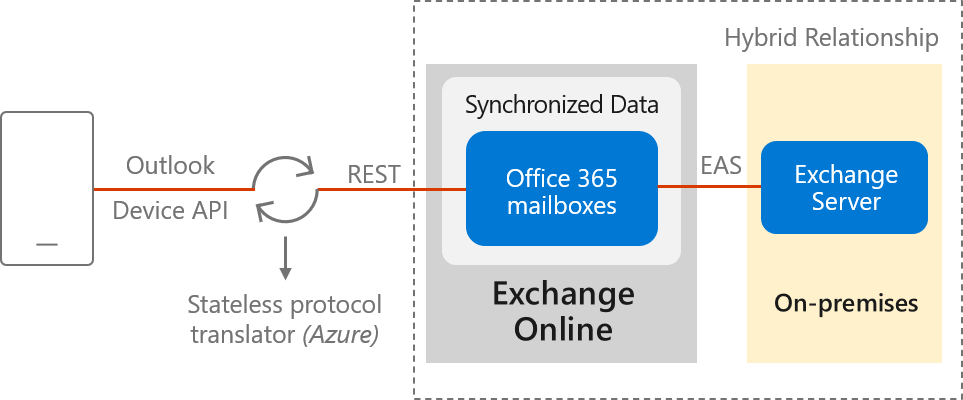 Hybrid Relationship
Outlook
Device API
Stateless protocol
translator (Azure)
REST
Synchronized Data
Office 365
mailboxes
Exchange
Online
EAS
Exchange
Server
On-premises